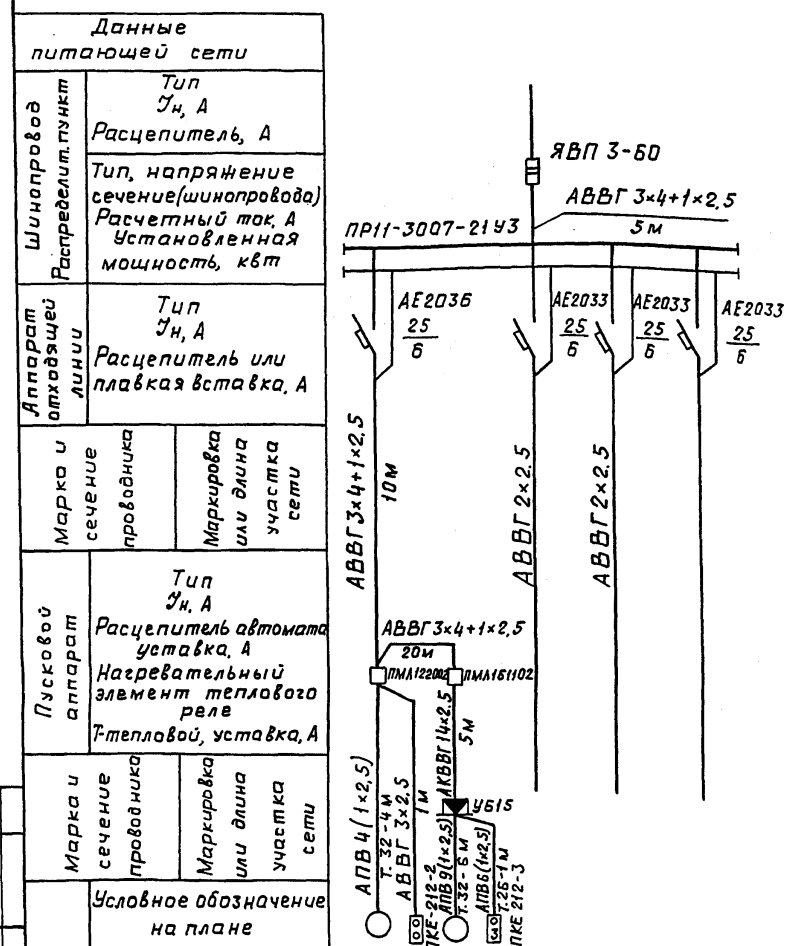 Данные
питающей сети
Шинопровод
Распределит. пункт
Тип
Iн, А
Расцепитель, А
Тип, напряжение
сечение (шинопровода)
Расчетный ток, А
Установленная
мощность, квт
Аппарат
отходящей
линии
Тип
Iн, А
Расцепитель или
плавкая вставка, А
Марка и
сечение
проводника
Маркировка
или длина
участка
сети
Пусковой
аппарат
Тип
Iн, А
Расцепитель автомата
уставка, А
Нагревательный
элемент теплового
реле
Т-тепловой, уставка, А
Марка и
сечение
проводника
Маркировка
или длина
участка
сети
Условное обозначение
на плане
ЯВП 3-60
АВВГ 3×4+1×2,5
5м
ПР11-3007-21У3
АЕ2036
25
6
АЕ2033
25
6
АЕ2033
25
6
АЕ2033
25
6
АВВГ 3×4+1×2,5
10м
АВВГ 2×2.5
АВВГ 2×2.5
АВВГ 3×4+1×2,5
20м
ПМЛ122002
ПМЛ161102
АКВВГ 14×2.5
5м
У615
АПВ 4 (1×2,5)
Т. 32-4м
АВВГ 3×2.5
1м
ПКЕ-212-2
АПВ9(1×2,5)
Т.32-6м
АПВ6(1×2,5)
Т.26-1м
ПКЕ 212-3